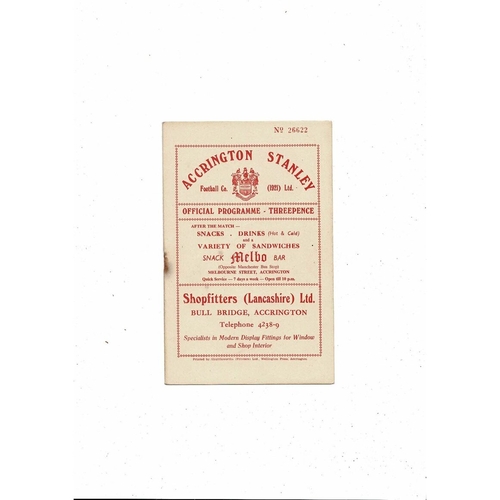 Nº 26622
ACCRINGTON STANLEY
Football Co. (1921) Ltd.
OFFICIAL PROGRAMME - THREEPENCE
AFTER THE MATCH —
SNACKS . DRINKS (Hot & Cold)
and a
VARIETY OF SANDWICHES
SNACK Melbo BAR
(Opposite Manchester Bus Stop)
MELBOURNE STREET, ACCRINGTON
Quick Service — 7 days a week — Open till 10 p.m.
Shopfitters (Lancashire) Ltd.
BULL BRIDGE, ACCRINGTON
Telephone 4238-9
Specialists in Modern Display Fittings for Window
and Shop Interior
Printed by